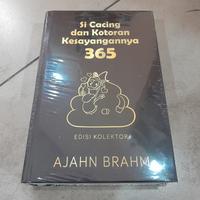 Si Cacing
dan Kotoran
Kesayangannya
365
EDISI KOLEKTOR
AJAHN BRAHM